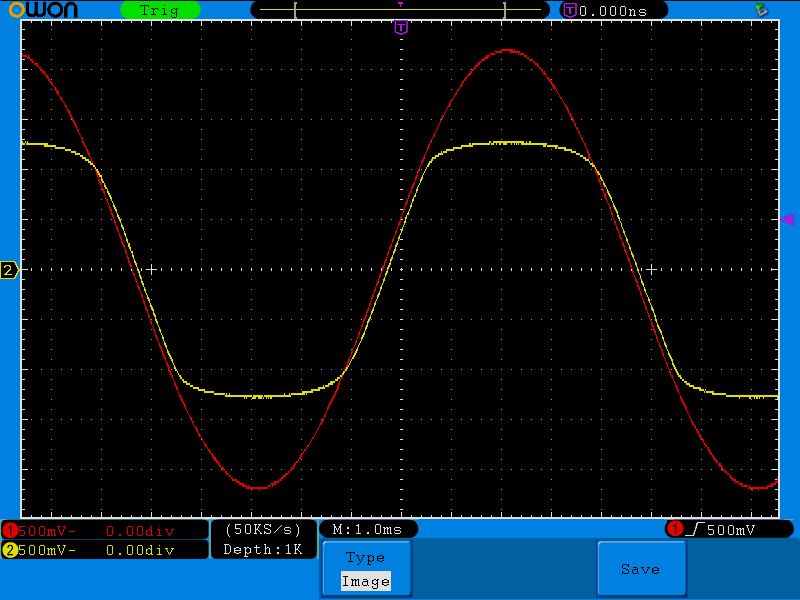 OWON Trig T T 0.000ns
T
2
1 500mV- 0.00div (50KS/s) M:1.0ms 1 500mV
2 500mV- 0.00div Depth:1K
Type
Image Save